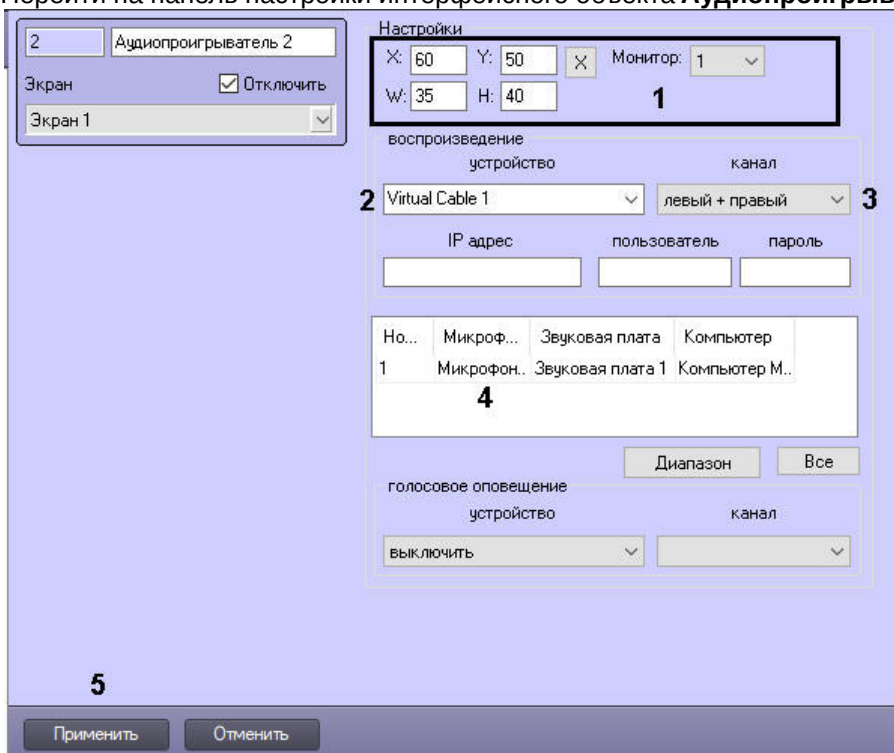 Перейти на панель настройки интерфейсного объекта Аудиопроигрыв
2 Аудиопроигрыватель 2
Экран Отключить
Экран 1
Настройки
X: 60 Y: 50 X Монитор: 1
W: 35 H: 40 1
воспроизведение
устройство канал
2 Virtual Cable 1 левый + правый 3
IP адрес пользователь пароль
Но... Микроф... Звуковая плата Компьютер
1 Микрофон.. Звуковая плата 1 Компьютер М..
4
Диапазон Все
голосовое оповещение
устройство канал
выключить
5
Применить Отменить